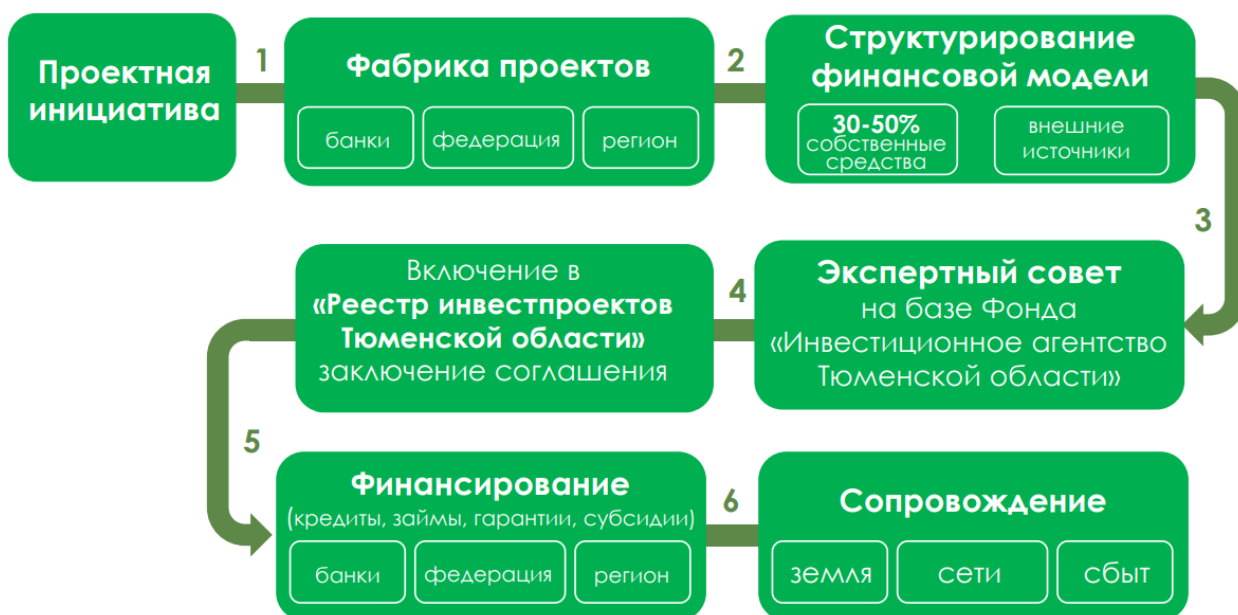 Проектная
инициатива
1
Фабрика проектов
банки
федерация
регион
2
Структурирование
финансовой модели
30-50%
собственные
средства
внешние
источники
3
Экспертный совет
на базе Фонда
«Инвестиционное агентство
Тюменской области»
4
Включение в
«Реестр инвестпроектов
Тюменской области»
заключение соглашения
5
Финансирование
(кредиты, займы, гарантии, субсидии)
банки
федерация
регион
6
Сопровождение
земля
сети
сбыт